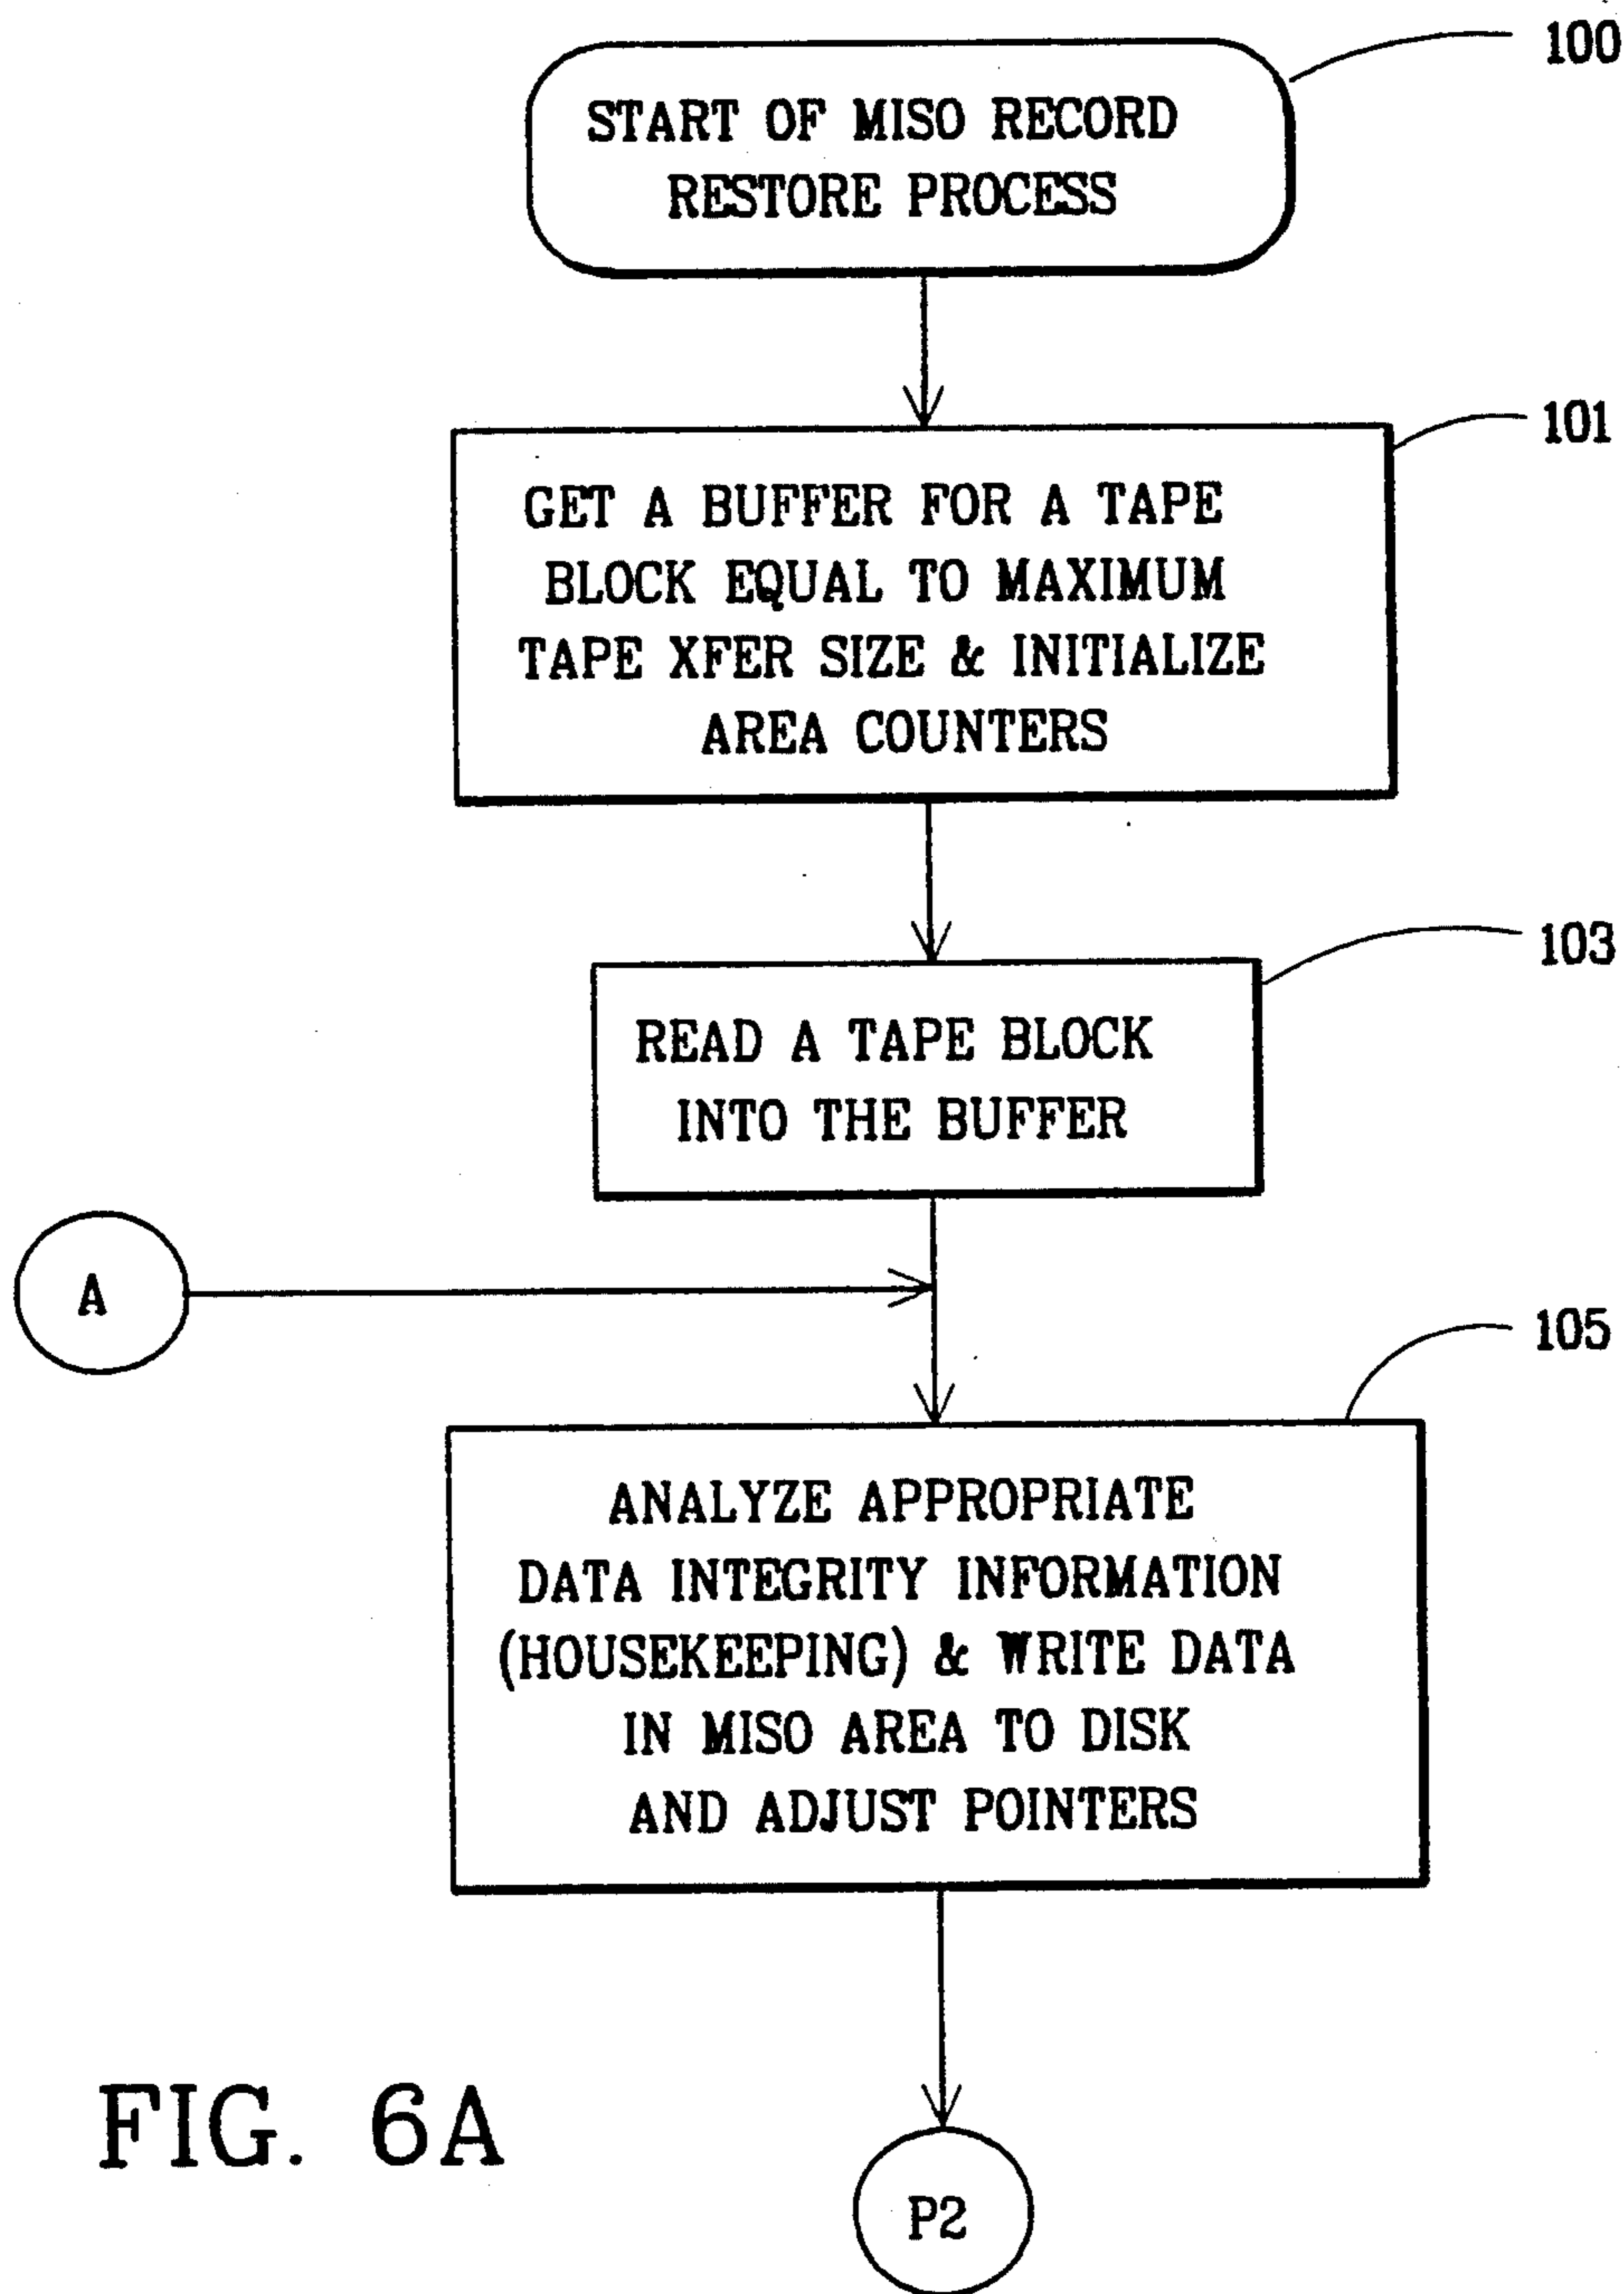 100
START OF MISO RECORD
RESTORE PROCESS
101
GET A BUFFER FOR A TAPE
BLOCK EQUAL TO MAXIMUM
TAPE XFER SIZE & INITIALIZE
AREA COUNTERS
103
READ A TAPE BLOCK
INTO THE BUFFER
A
105
ANALYZE APPROPRIATE
DATA INTEGRITY INFORMATION
(HOUSEKEEPING) & WRITE DATA
IN MISO AREA TO DISK
AND ADJUST POINTERS
FIG. 6A
P2